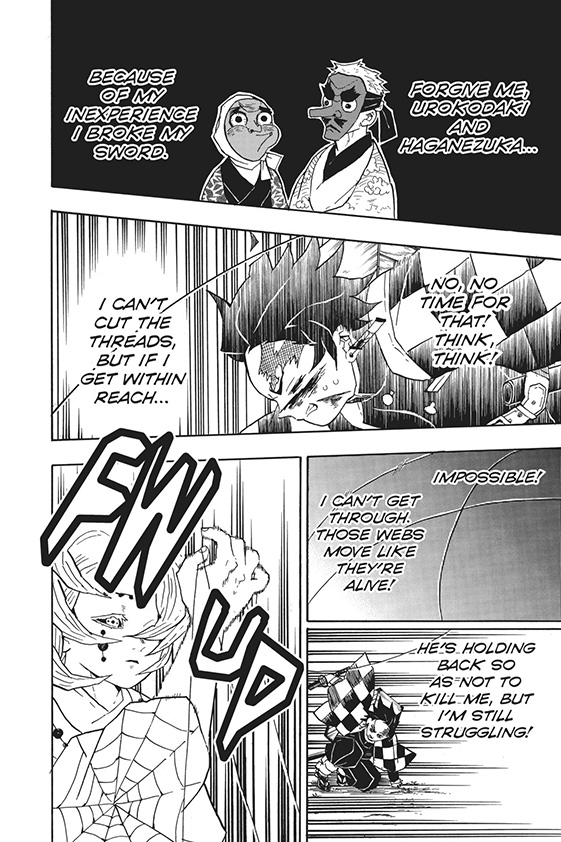 FORGIVE ME,
UROKODAKI
AND
HAGANEZUKA...
BECAUSE
OF MY
INEXPERIENCE
I BROKE MY
SWORD.
NO, NO
TIME FOR
THAT!
THINK,
THINK!
I CAN'T
CUT THE
THREADS,
BUT IF I
GET WITHIN
REACH...
IMPOSSIBLE!
I CAN'T GET
THROUGH.
THOSE WEBS
MOVE LIKE
THEY'RE
ALIVE!
HE'S HOLDING
BACK SO
AS NOT TO
KILL ME, BUT
I'M STILL
STRUGGLING!
FW
UP